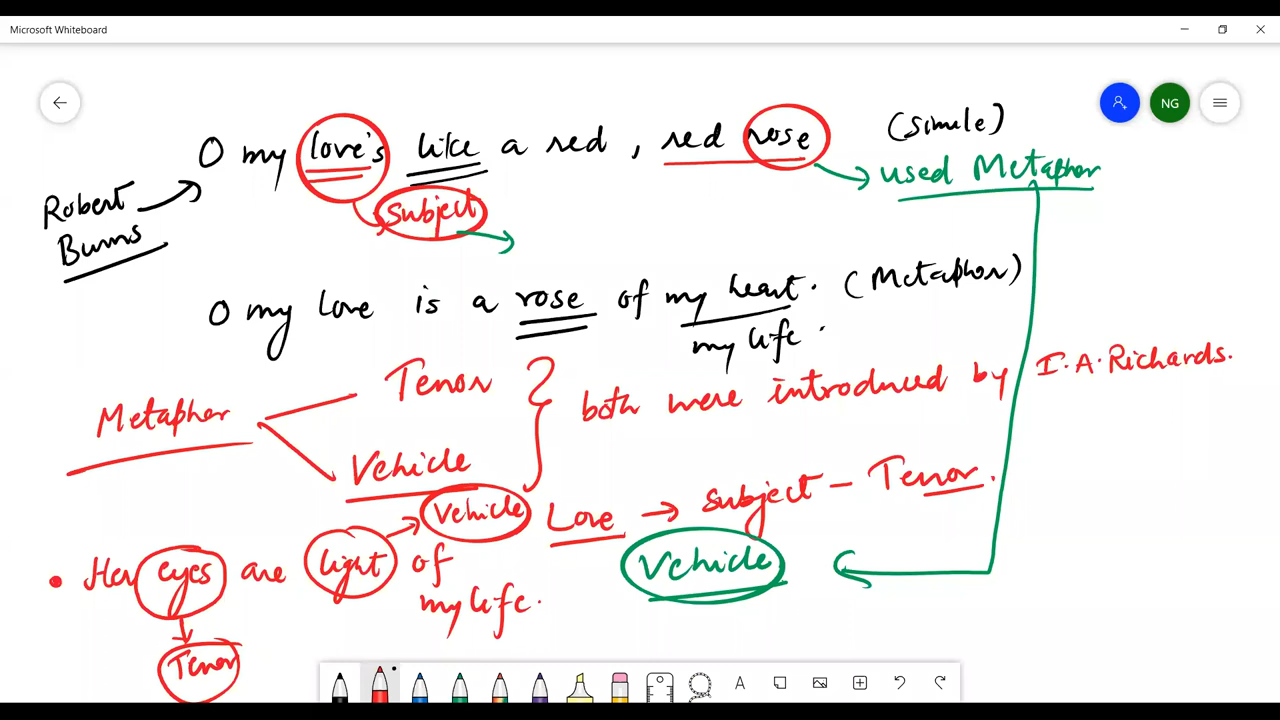 Microsoft Whiteboard
NG
O my love's like a red, red rose (simile)
used Metaphor
Robert
Burns
Subject
O my love is a rose of my heart. (Metaphor)
my life.
Metaphor
Tenor
Vehicle
both were introduced by I.A.Richards.
Love → Subject - Tenor.
Vehicle
Vehicle
• Her eyes are light of
my life.
Tenor
A